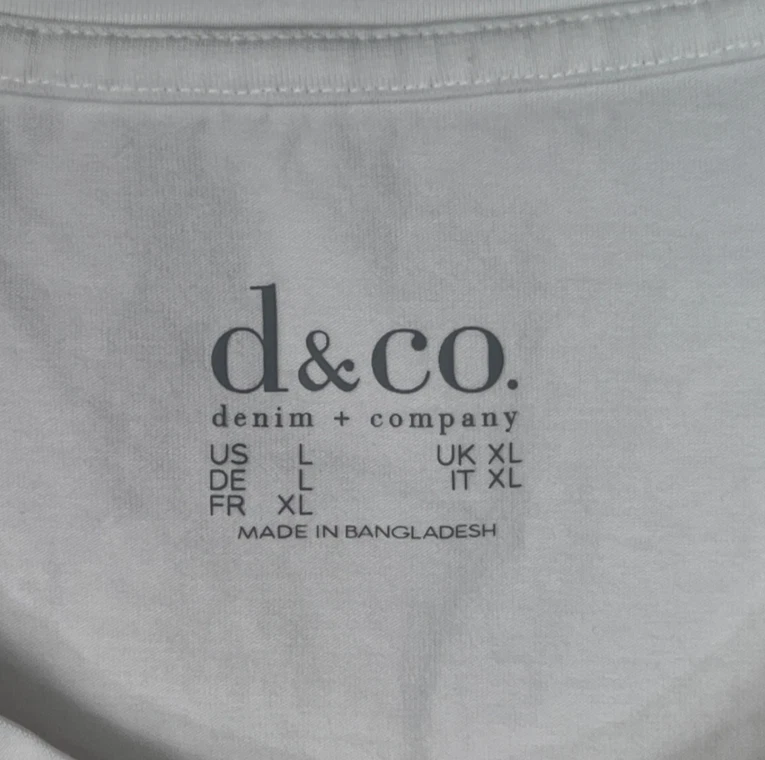 d&co.
denim + company
US L UK XL
DE L IT XL
FR XL
MADE IN BANGLADESH